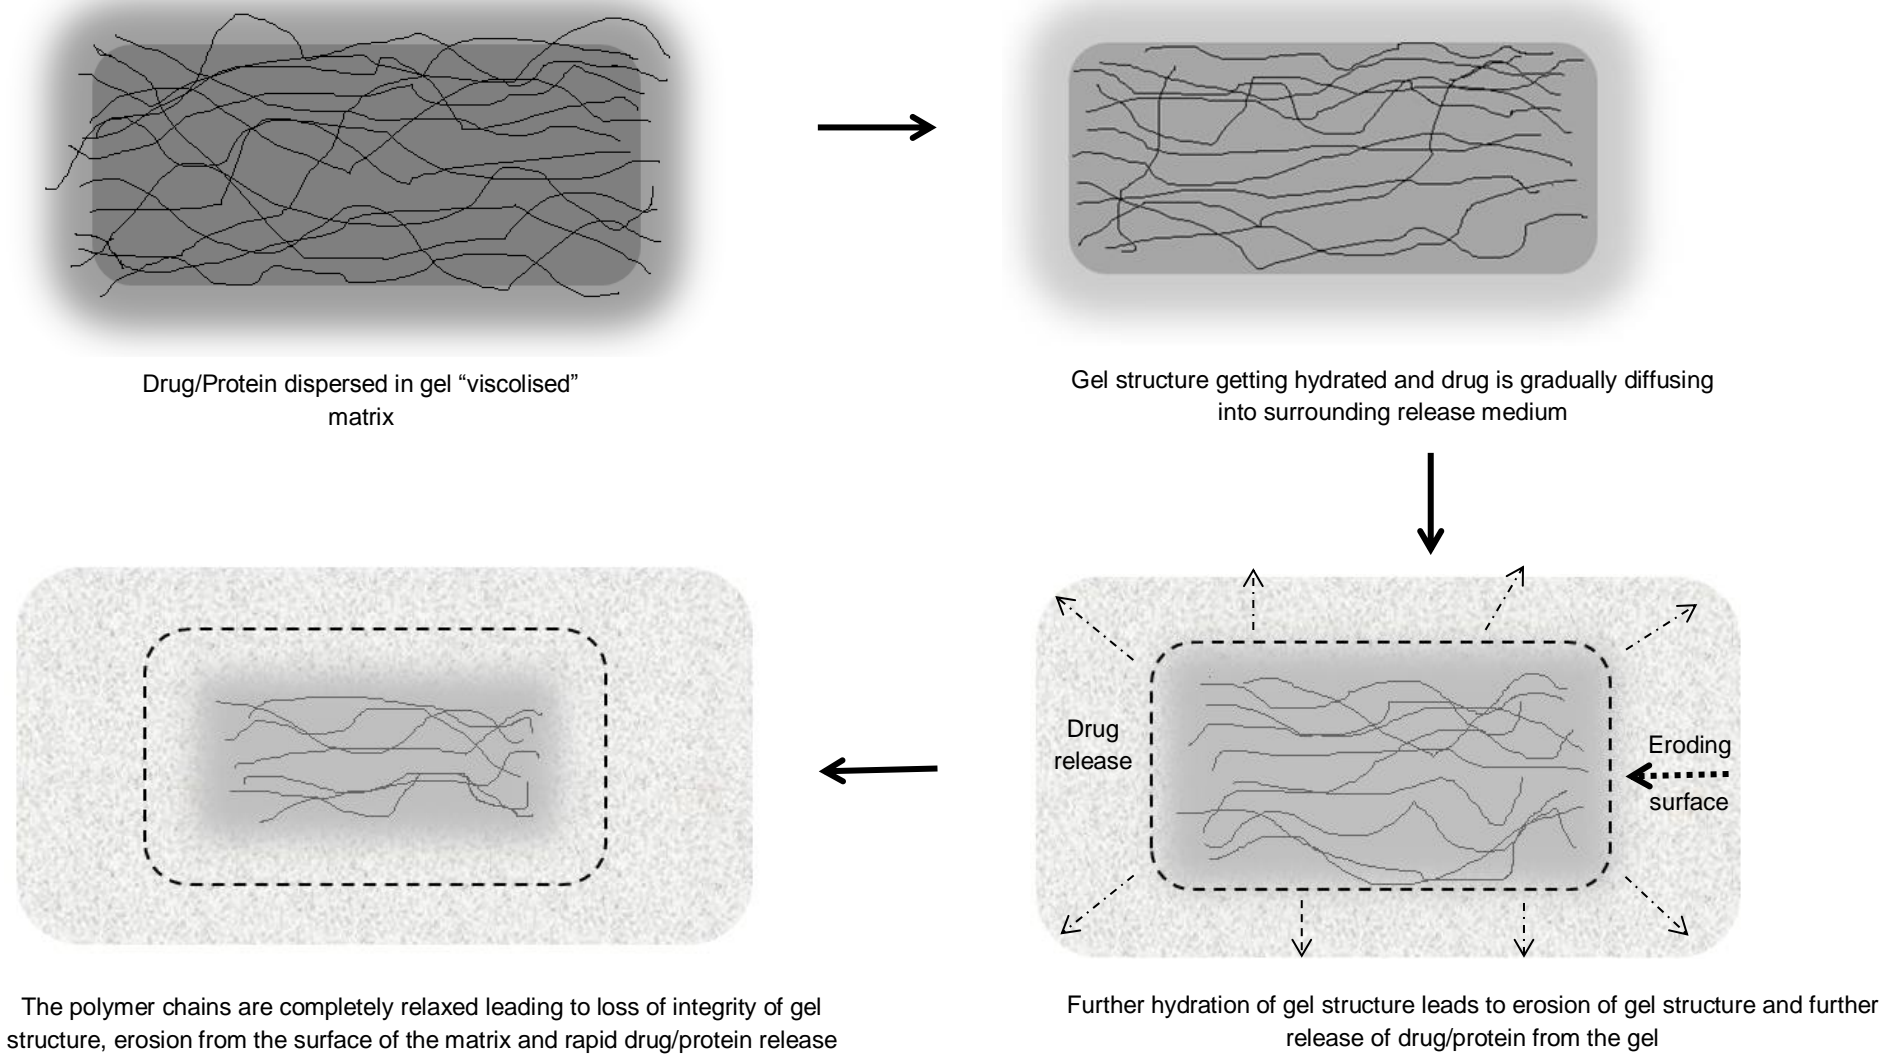 Drug/Protein dispersed in gel “viscolised”
matrix
Gel structure getting hydrated and drug is gradually diffusing
into surrounding release medium
Drug
release
Eroding
surface
Further hydration of gel structure leads to erosion of gel structure and further
release of drug/protein from the gel
The polymer chains are completely relaxed leading to loss of integrity of gel
structure, erosion from the surface of the matrix and rapid drug/protein release